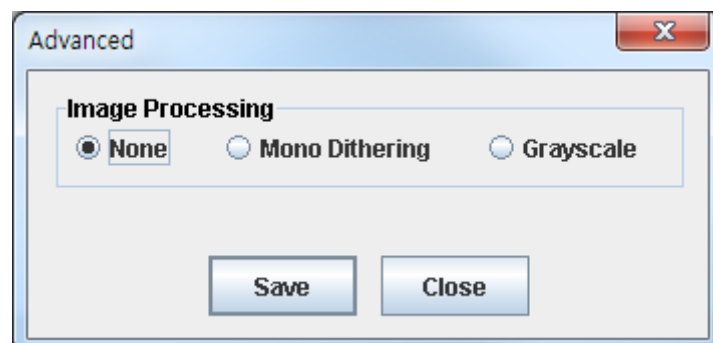 Advanced
Image Processing
None Mono Dithering Grayscale
Save Close